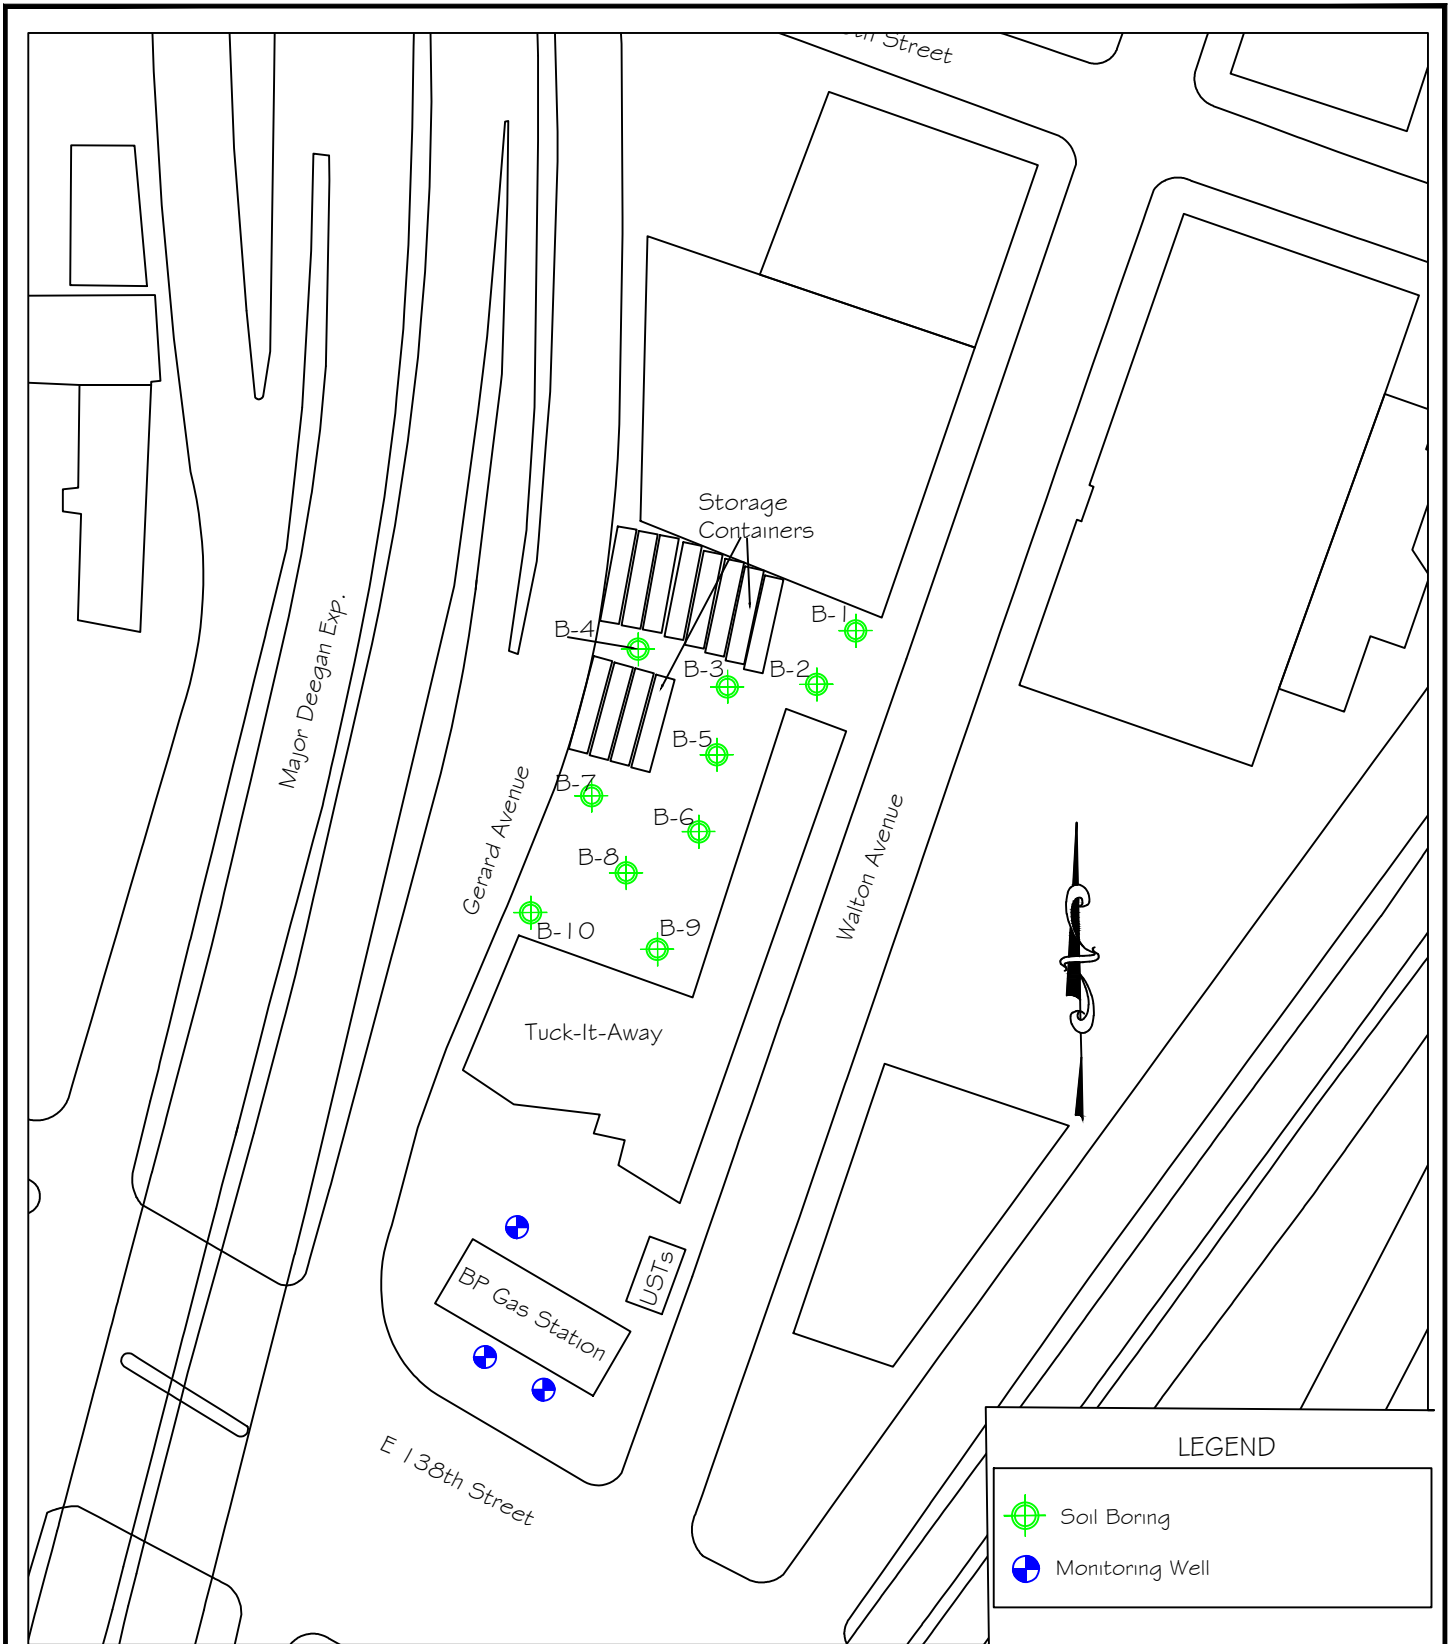 Street
Storage
Containers
B-1
B-4
B-3
B-2
B-5
B-7
B-6
B-8
B-10
B-9
Major Deegan Exp.
Gerard Avenue
Walton Avenue
Tuck-It-Away
USTs
BP Gas Station
E 138th Street
LEGEND
Soil Boring
Monitoring Well